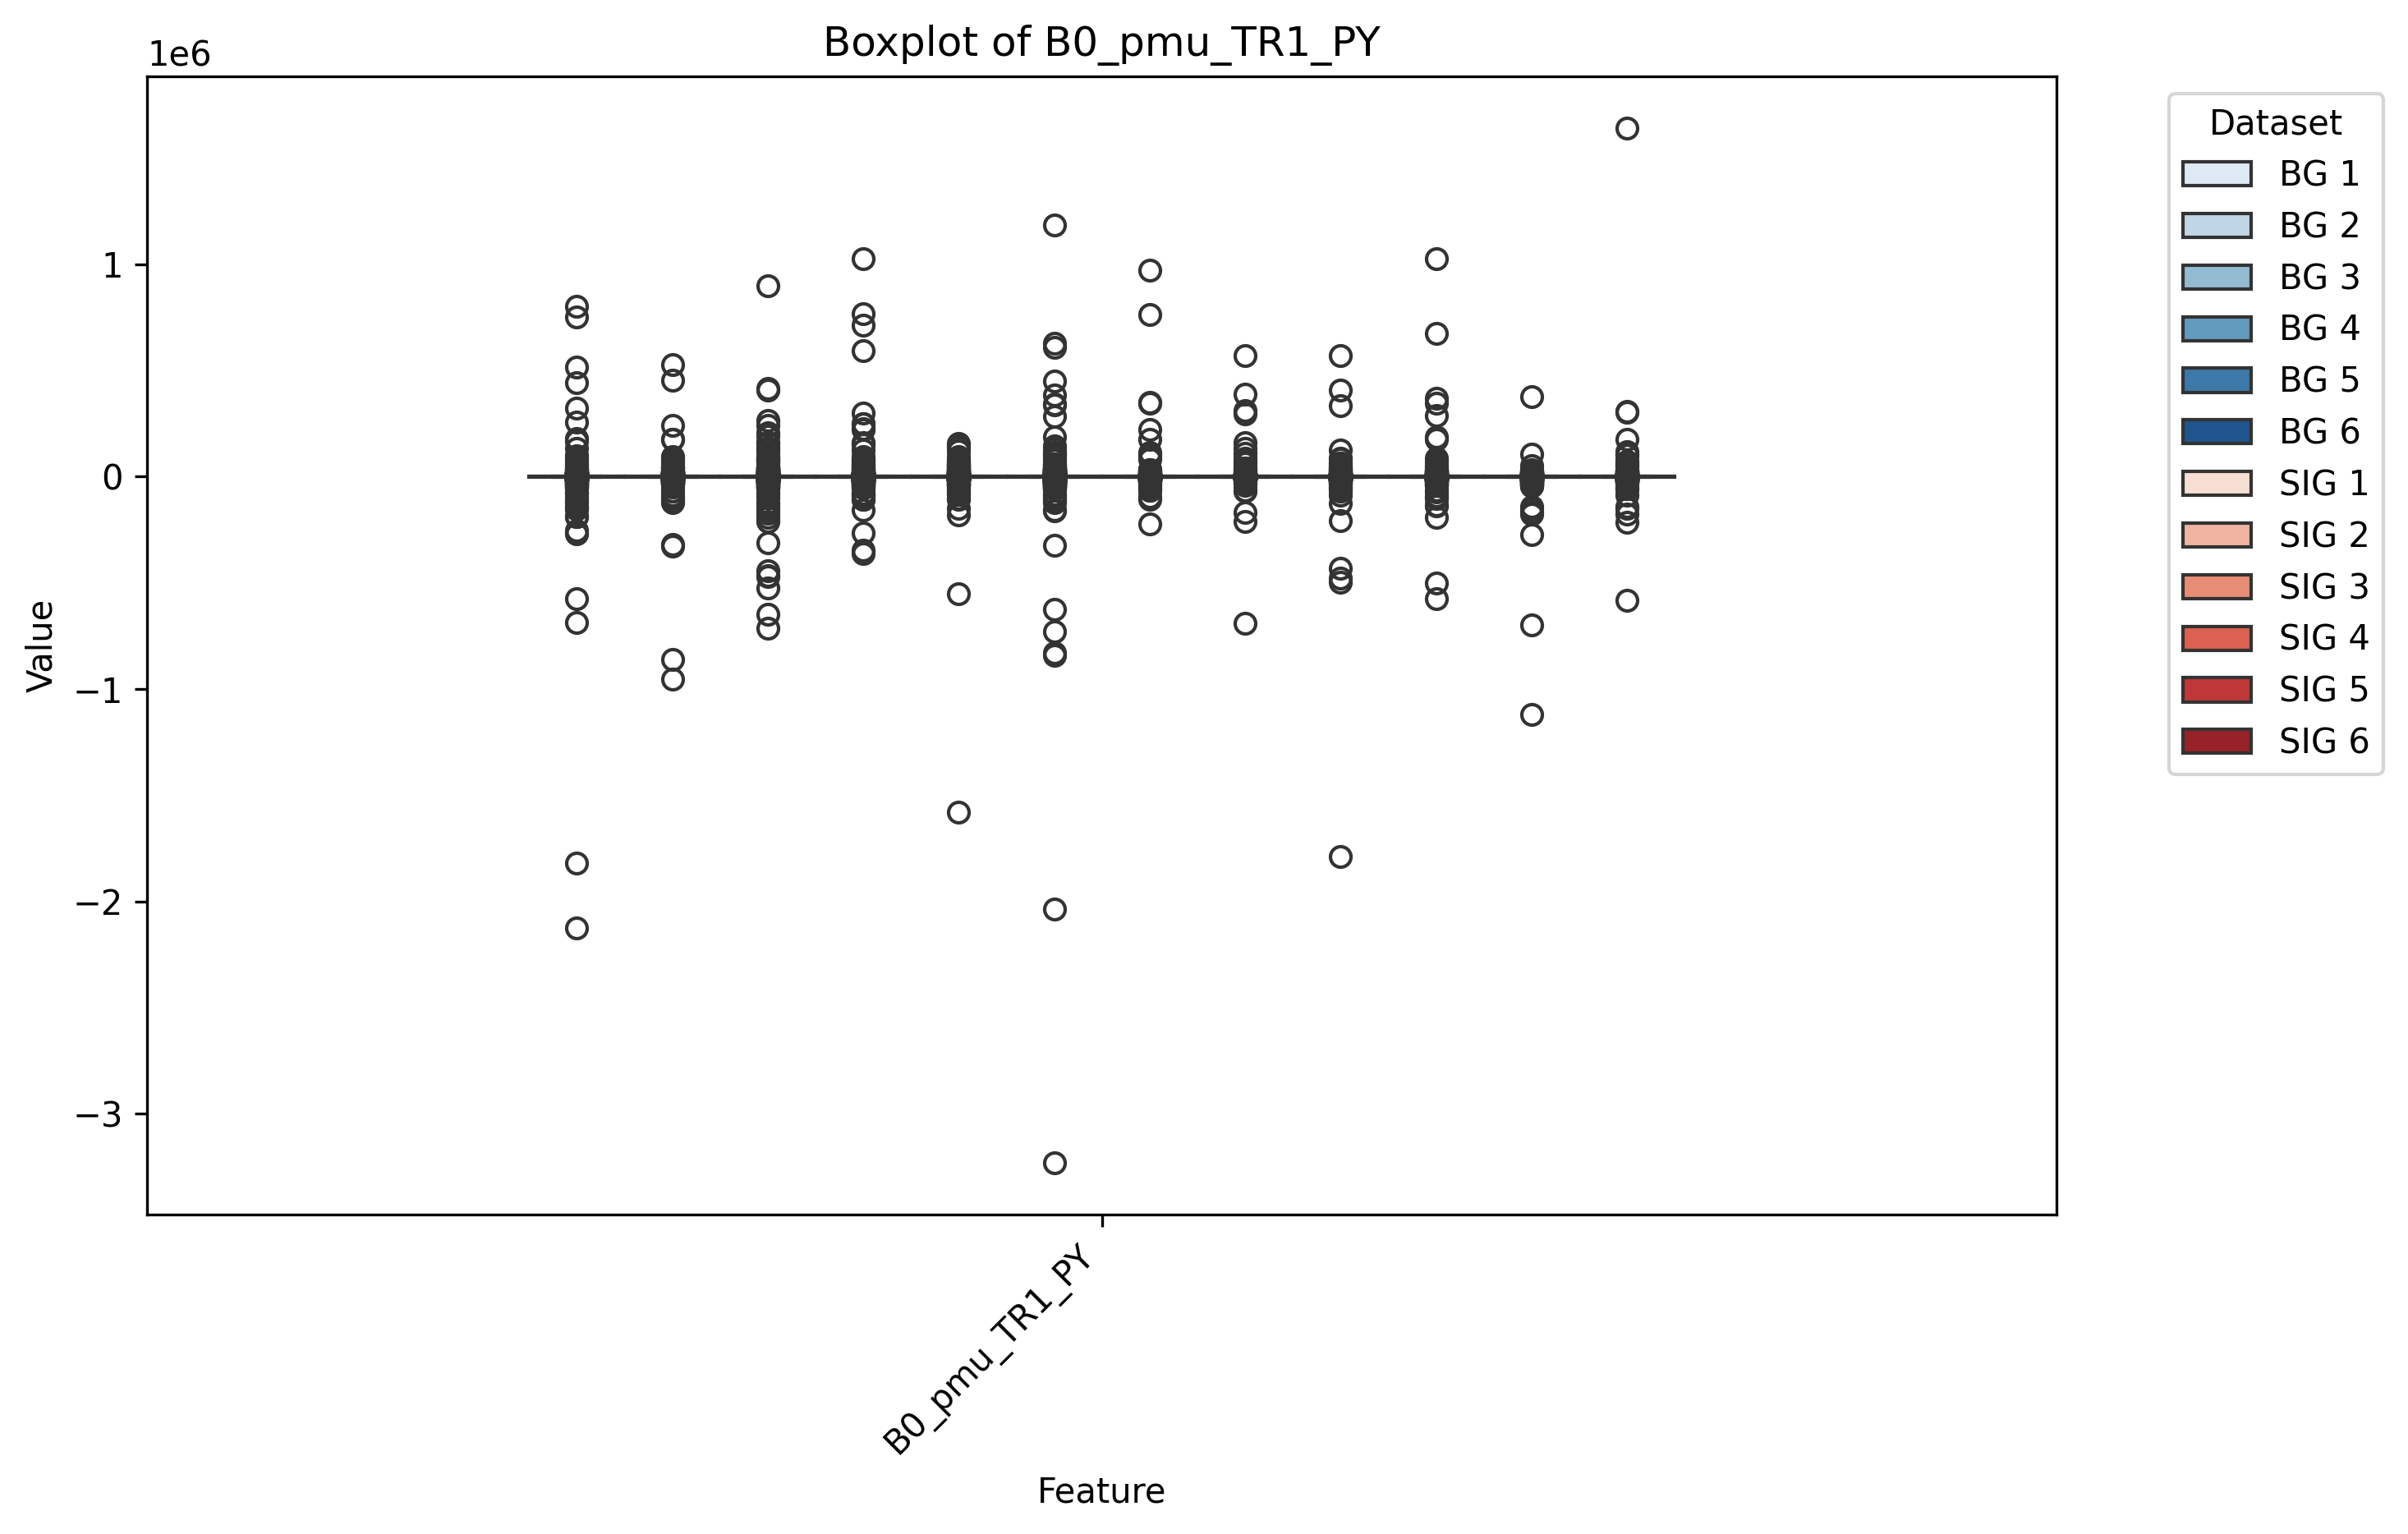 Boxplot of B0_pmu_TR1_PY
1e6
1
0
−1
−2
−3
Value
B0_pmu_TR1_PY
Feature
Dataset
BG 1
BG 2
BG 3
BG 4
BG 5
BG 6
SIG 1
SIG 2
SIG 3
SIG 4
SIG 5
SIG 6